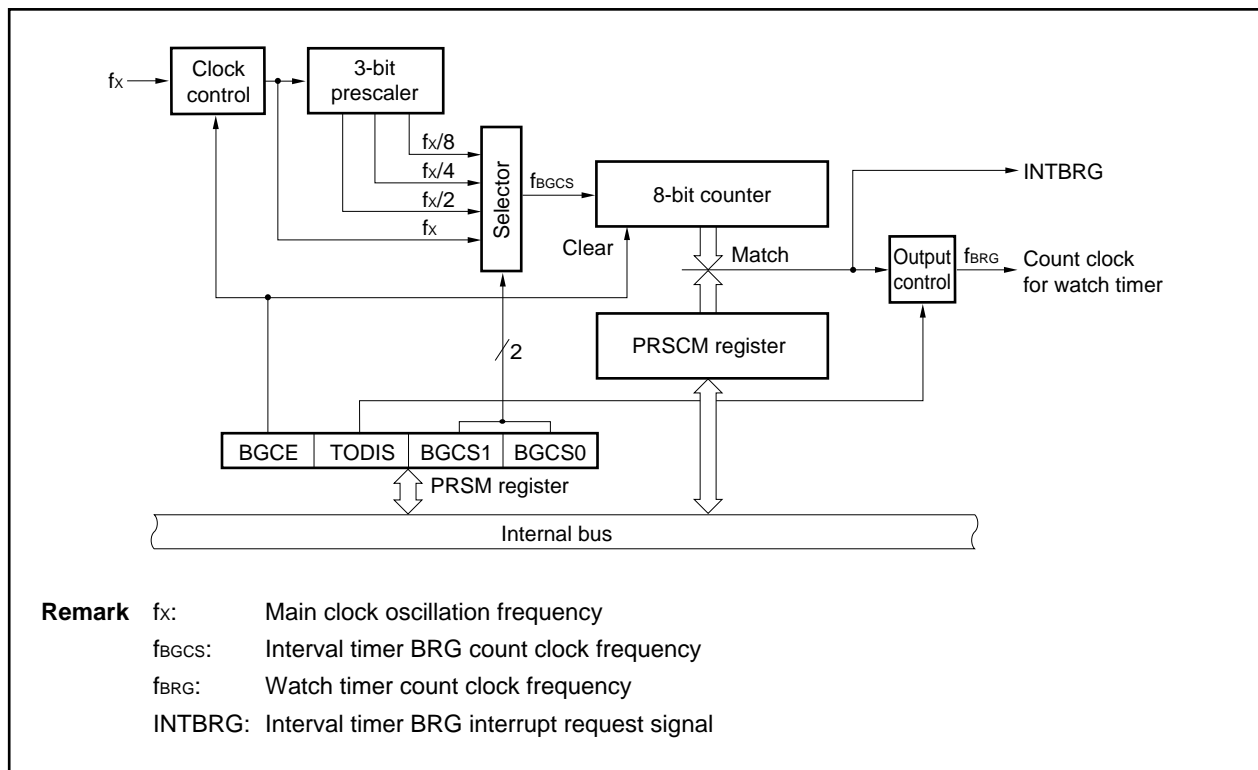 fX
Clock
control
3-bit
prescaler
fX/8
fX/4
fX/2
fX
Selector
fBGCS
8-bit counter
Clear
Match
INTBRG
Output
control
fBRG
Count clock
for watch timer
PRSCM register
2
BGCE TODIS BGCS1 BGCS0
PRSM register
Internal bus
Remark fX: Main clock oscillation frequency
fBGCS: Interval timer BRG count clock frequency
fBRG: Watch timer count clock frequency
INTBRG: Interval timer BRG interrupt request signal